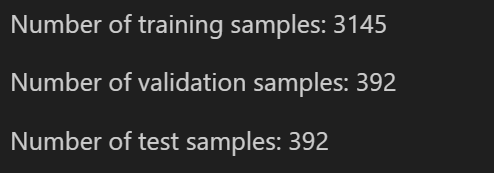 Number of training samples: 3145
Number of validation samples: 392
Number of test samples: 392